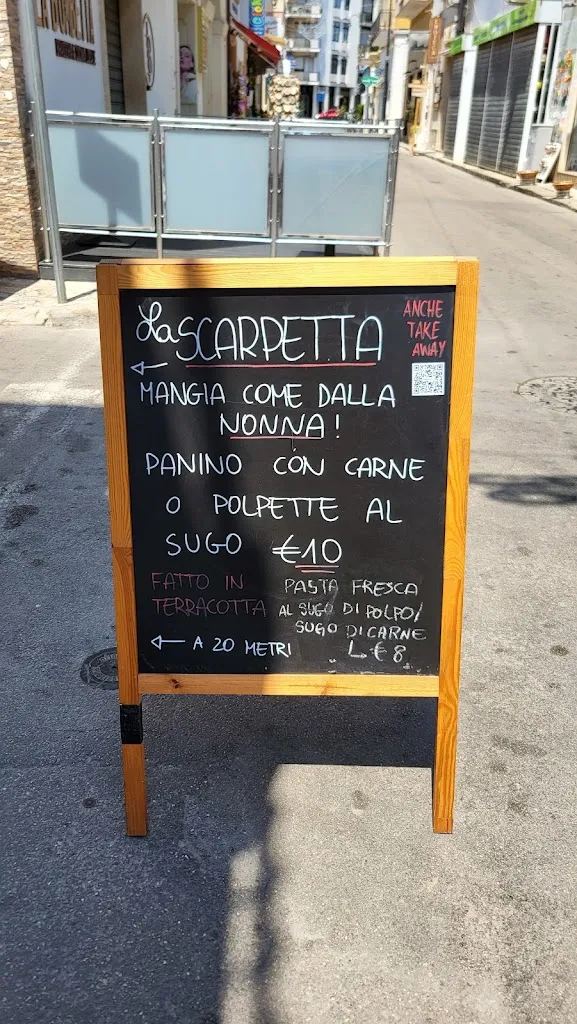 La SCARPETTA
ANCHE
TAKE
AWAY
←
MANGIA COME DALLA
NONNA!
PANINO CON CARNE
O POLPETTE AL
SUGO €10
FATTO IN
TERRACOTTA
PASTA FRESCA
AL SUGO DI POLPO/
SUGO DI CARNE
↳ € 8
← A 20 METRI